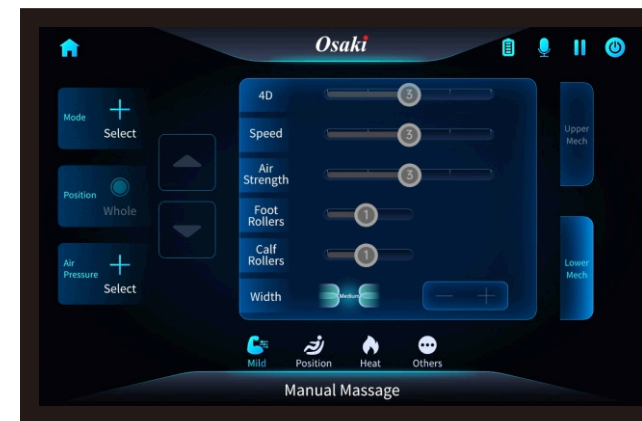 Osaki
Mode
Select
Position
Whole
Air
Pressure
Select
4D
3
Speed
3
Air
Strength
3
Foot
Rollers
1
Calf
Rollers
1
Width
Medium
Upper
Mech
Lower
Mech
Mild
Position
Heat
Others
Manual Massage